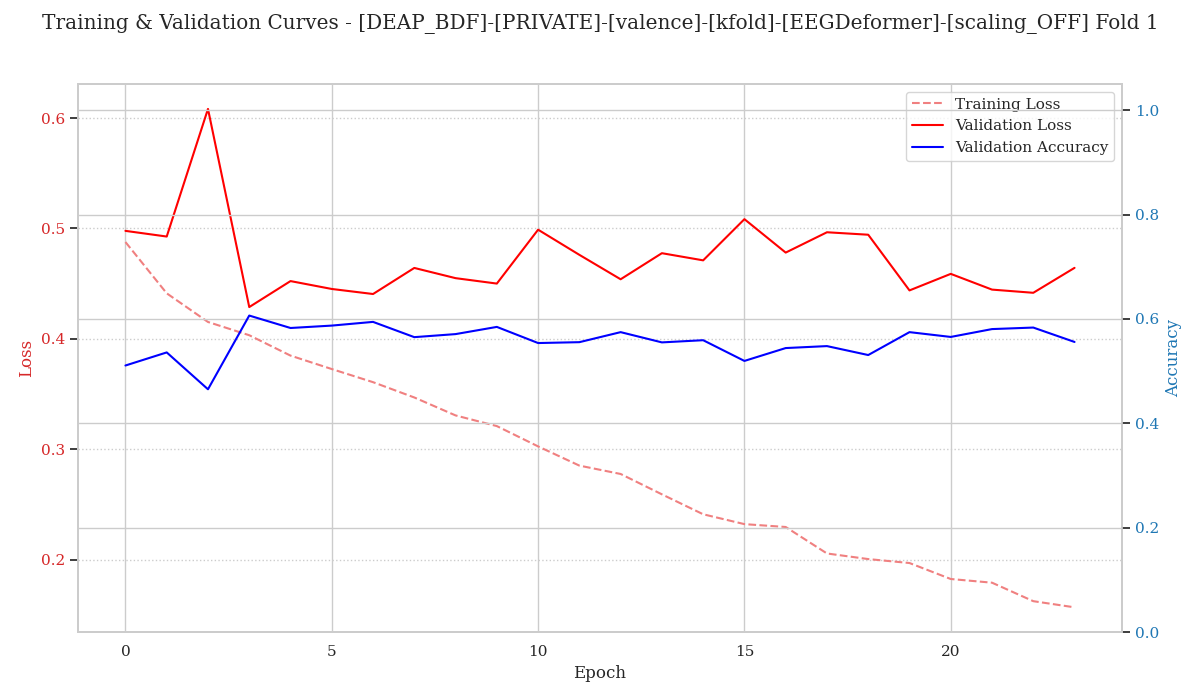 Training & Validation Curves - [DEAP_BDF]-[PRIVATE]-[valence]-[kfold]-[EEGDeformer]-[scaling_OFF] Fold 1
Training Loss
Validation Loss
Validation Accuracy
0.6
0.5
0.4
0.3
0.2
Loss
1.0
0.8
0.6
0.4
0.2
0.0
Accuracy
0
5
10
15
20
Epoch